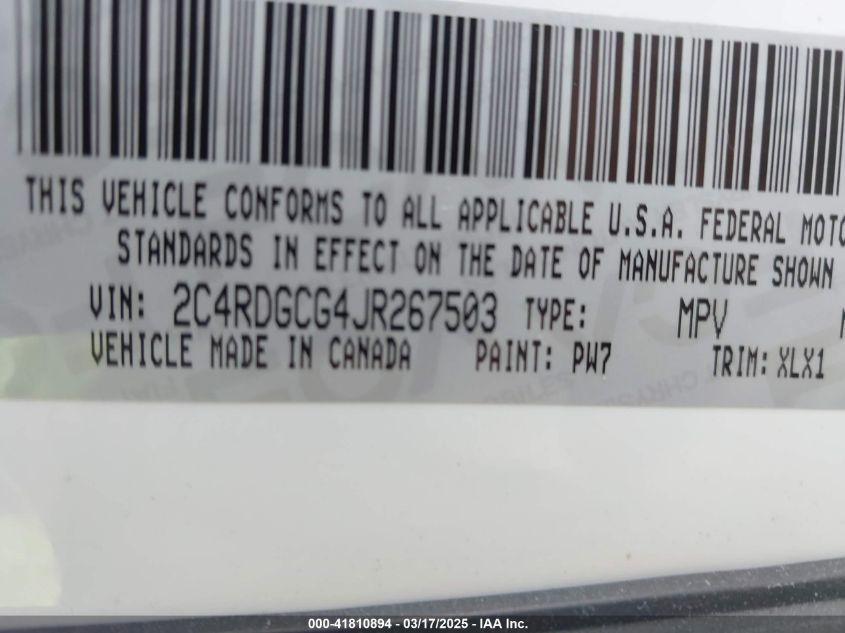 THIS VEHICLE CONFORMS TO ALL APPLICABLE U.S.A. FEDERAL
STANDARDS IN EFFECT ON THE DATE OF MANUFACTURE SHOWN
VIN: 2C4RDGCG4JR267503 TYPE: MPV
VEHICLE MADE IN CANADA PAINT: PW7 TRIM: XLX1
000-41810894 - 03/17/2025 - IAA Inc.